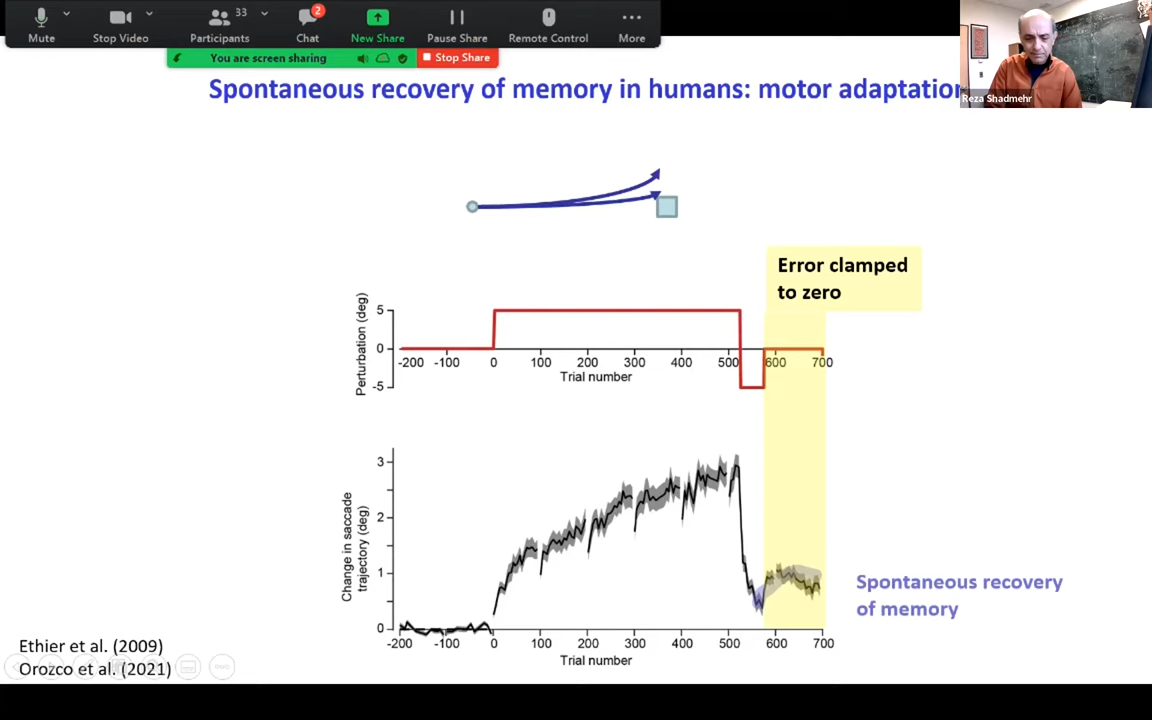 33
2
Mute
Stop Video
Participants
Chat
New Share
Pause Share
Remote Control
More
You are screen sharing
Stop Share
Reza Shadmehr
Spontaneous recovery of memory in humans: motor adaptation
Error clamped
to zero
Perturbation (deg)
5
0
-5
-200 -100 0 100 200 300 400 500 600 700
Trial number
Change in saccade
trajectory (deg)
3
2
1
0
-200 -100 0 100 200 300 400 500 600 700
Trial number
Spontaneous recovery
of memory
Ethier et al. (2009)
Orozco et al. (2021)